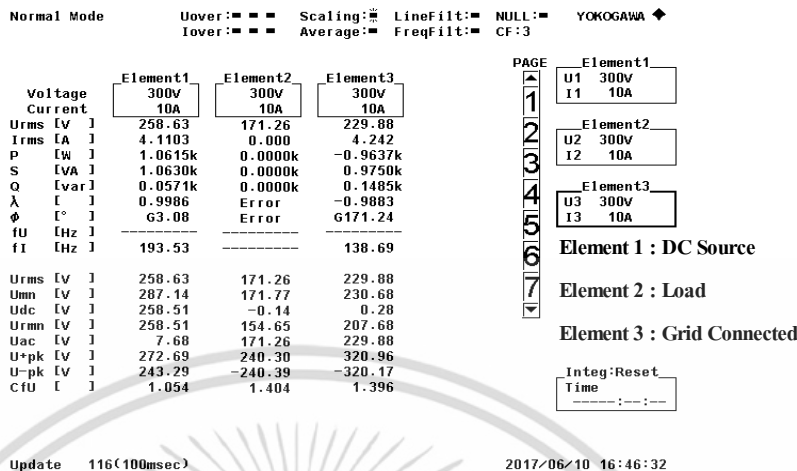 Normal Mode Uover:■ ■ ■ Scaling:■ LineFilt:■ NULL:■ YOKOGAWA ◆
Iover:■ ■ ■ Average:■ FreqFilt:■ CF:3
PAGE
Element1 Element2 Element3
Voltage 300V 300V 300V
Current 10A 10A 10A
Urms [V ] 258.63 171.26 229.88
Irms [A ] 4.1103 0.000 4.242
P [W ] 1.0615k 0.0000k -0.9637k
S [VA ] 1.0630k 0.0000k 0.9750k
Q [var] 0.0571k 0.0000k 0.1485k
λ [ ] 0.9986 Error -0.9883
ϕ [° ] G3.08 Error G171.24
fU [Hz ] --------- --------- ---------
fI [Hz ] 193.53 --------- 138.69
Urms [V ] 258.63 171.26 229.88
Umn [V ] 287.14 171.77 230.68
Udc [V ] 258.51 -0.14 0.28
Urmn [V ] 258.51 154.65 207.68
Uac [V ] 7.68 171.26 229.88
U+pk [V ] 272.69 240.30 320.96
U-pk [V ] 243.29 -240.39 -320.17
CfU [ ] 1.054 1.404 1.396
1
2
3
4
5
6
7
Element1
U1 300V
I1 10A
Element2
U2 300V
I2 10A
Element3
U3 300V
I3 10A
Element 1 : DC Source
Element 2 : Load
Element 3 : Grid Connected
Integ:Reset
Time
-----:--:--
Update 116(100msec) 2017/06/10 16:46:32